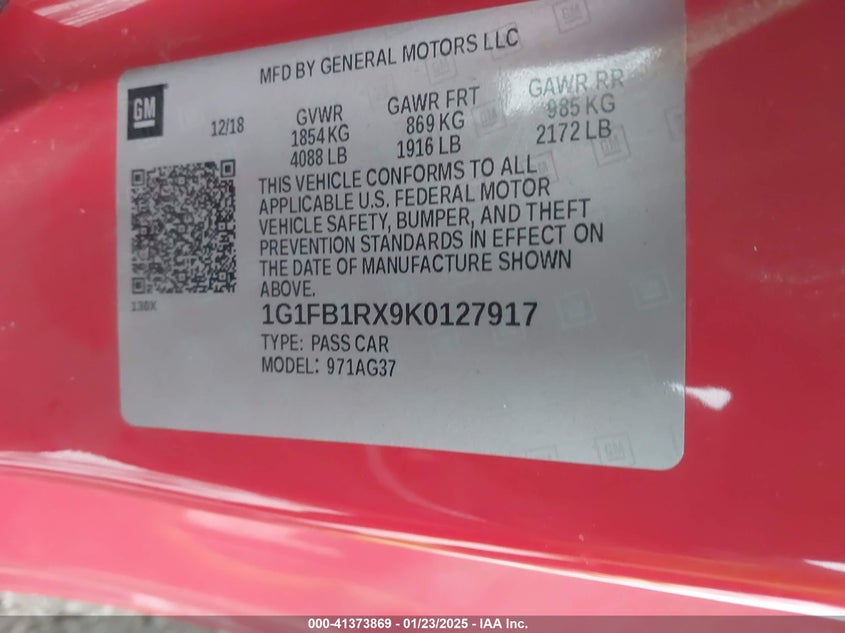 MFD BY GENERAL MOTORS LLC
GM
12/18
GVWR
1854 KG
4088 LB
GAWR FRT
869 KG
1916 LB
GAWR RR
985 KG
2172 LB
THIS VEHICLE CONFORMS TO ALL
APPLICABLE U.S. FEDERAL MOTOR
VEHICLE SAFETY, BUMPER, AND THEFT
PREVENTION STANDARDS IN EFFECT ON
THE DATE OF MANUFACTURE SHOWN
ABOVE.
136X
1G1FB1RX9K0127917
TYPE: PASS CAR
MODEL: 971AG37
000-41373869 - 01/23/2025 - IAA Inc.